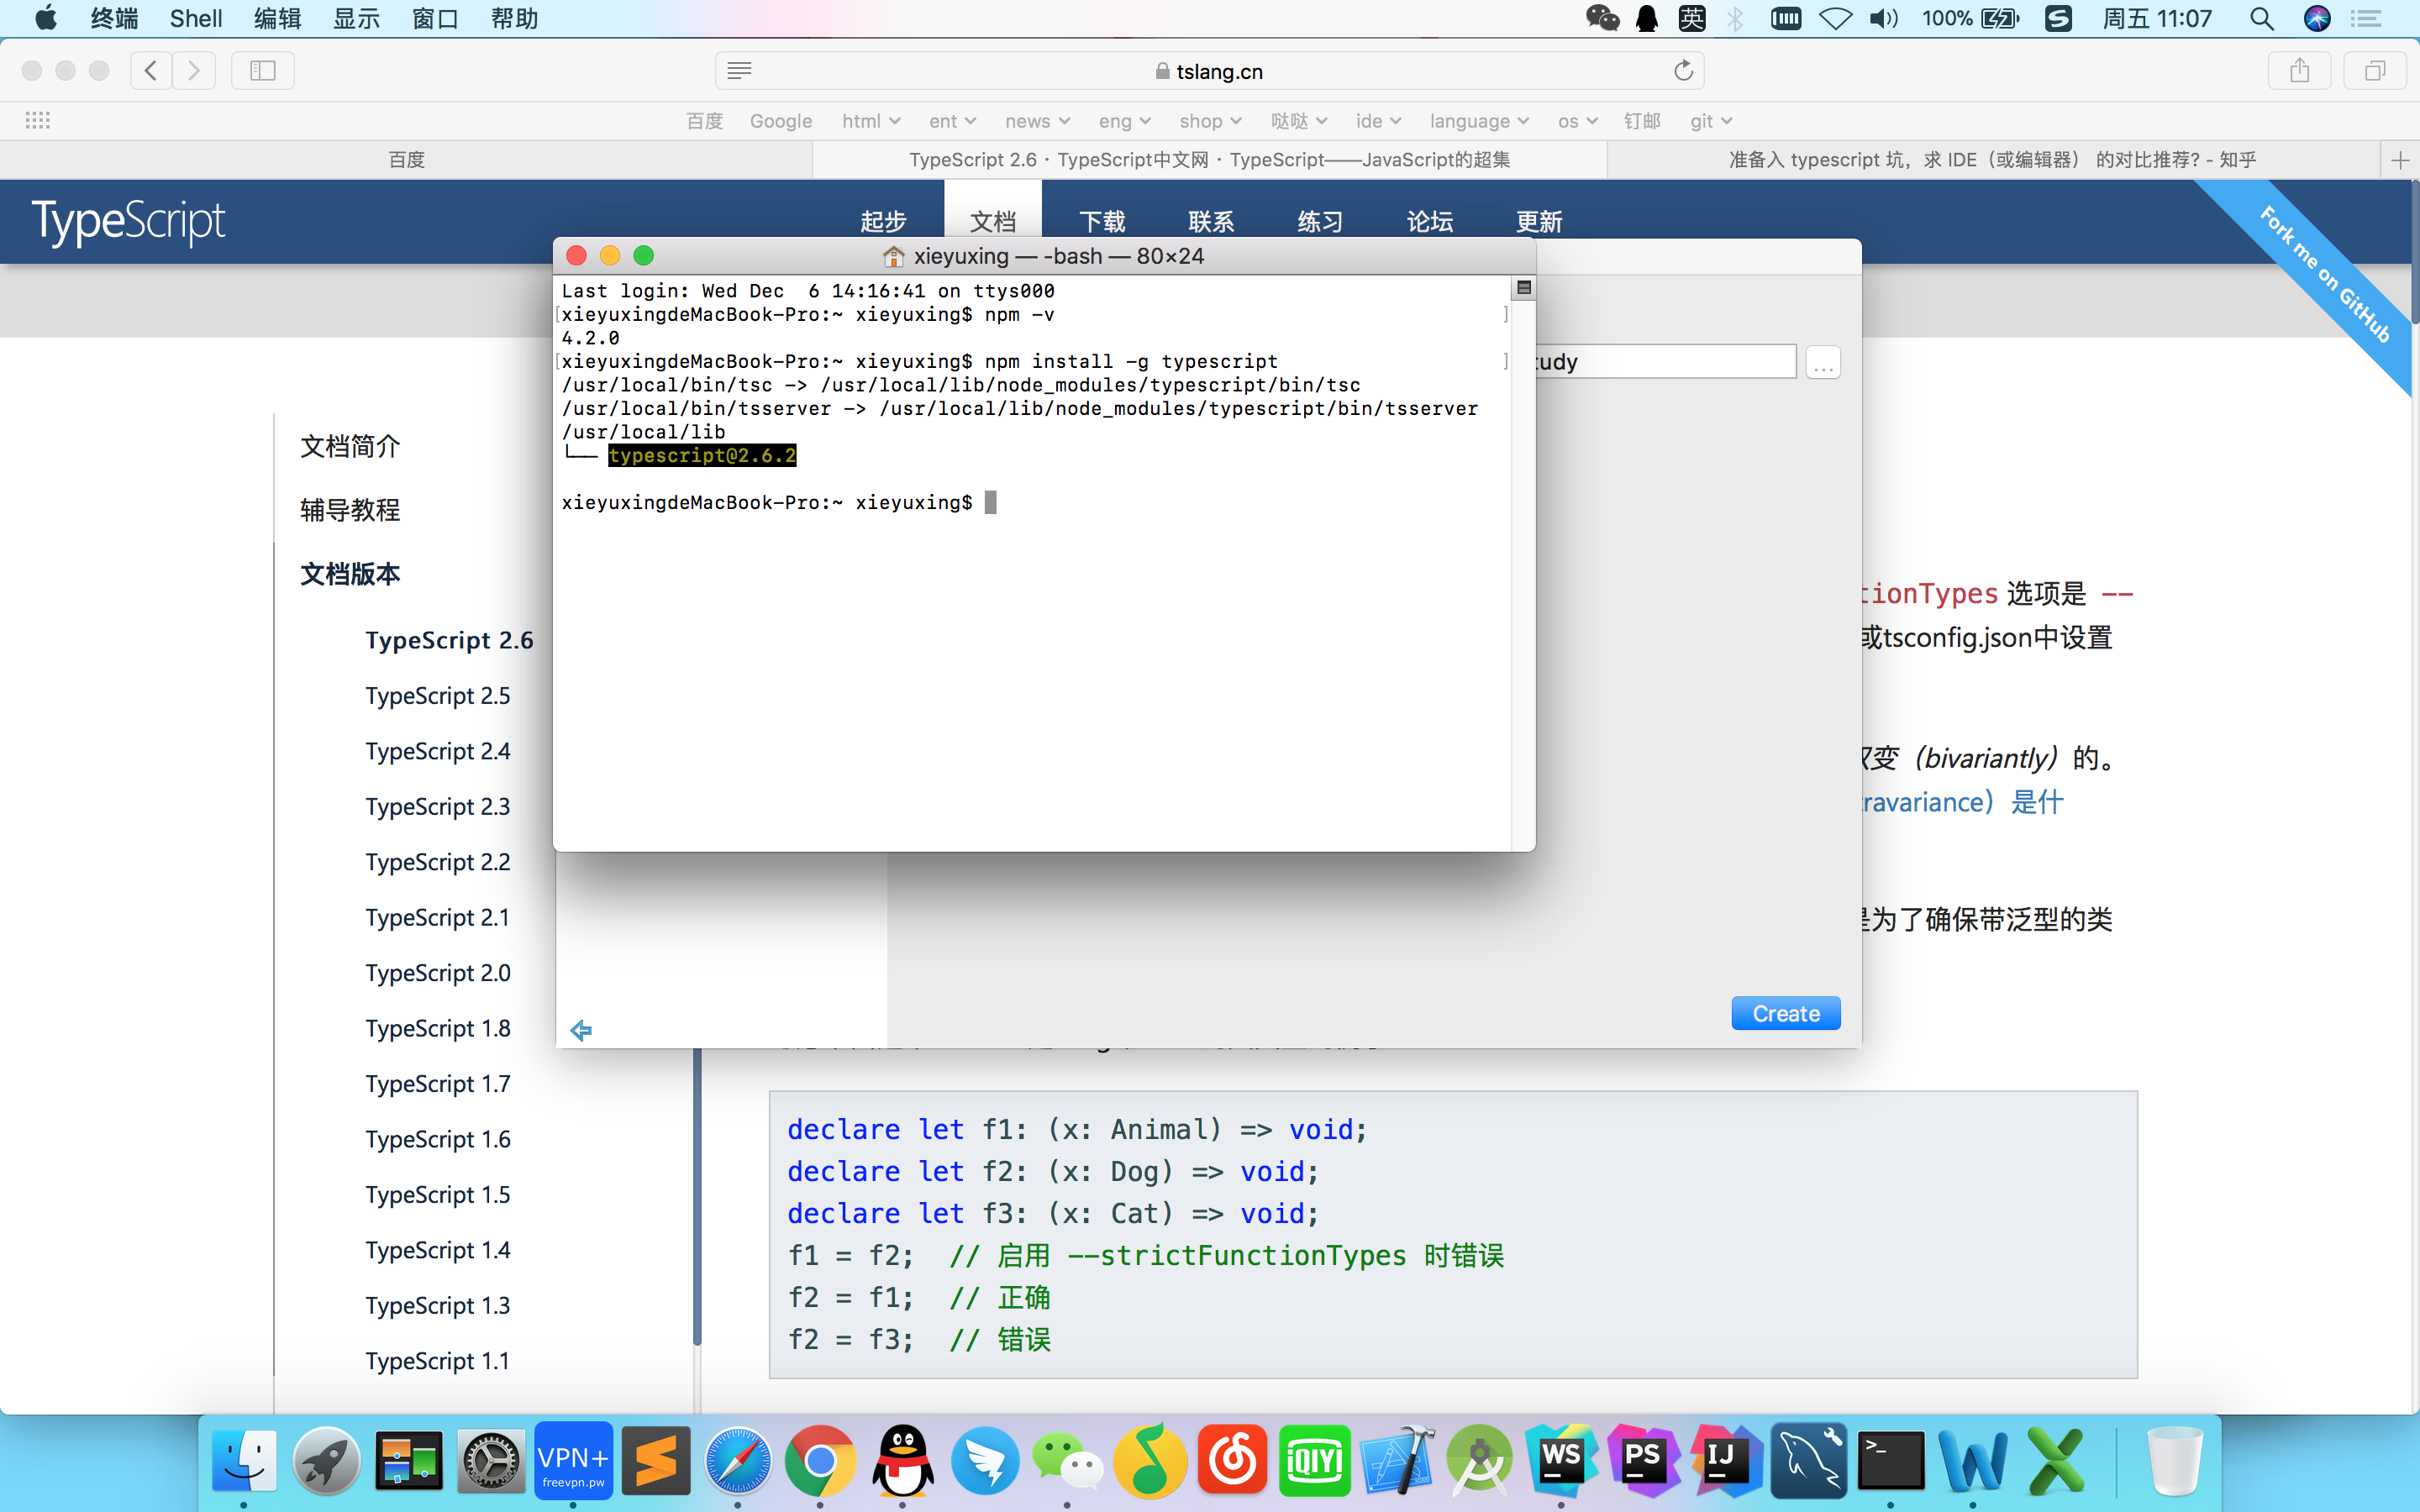 终端 Shell 编辑 显示 窗口 帮助 英 100% 周五 11:07
tslang.cn
百度 Google html ent news eng shop 哒哒 ide language os 钉邮 git
百度
TypeScript 2.6 · TypeScript中文网 · TypeScript——JavaScript的超集
准备入 typescript 坑，求 IDE（或编辑器） 的对比推荐? - 知乎
TypeScript
起步 文档 下载 联系 练习 论坛 更新
Fork me on GitHub
xieyuxing — -bash — 80×24
Last login: Wed Dec  6 14:16:41 on ttys000
[xieyuxingdeMacBook-Pro:~ xieyuxing$ npm -v ]
4.2.0
[xieyuxingdeMacBook-Pro:~ xieyuxing$ npm install -g typescript ]
/usr/local/bin/tsc -> /usr/local/lib/node_modules/typescript/bin/tsc
/usr/local/bin/tsserver -> /usr/local/lib/node_modules/typescript/bin/tsserver
/usr/local/lib
└── typescript@2.6.2
xieyuxingdeMacBook-Pro:~ xieyuxing$
tudy
...
文档简介
辅导教程
文档版本
TypeScript 2.6
TypeScript 2.5
TypeScript 2.4
TypeScript 2.3
TypeScript 2.2
TypeScript 2.1
TypeScript 2.0
TypeScript 1.8
TypeScript 1.7
TypeScript 1.6
TypeScript 1.5
TypeScript 1.4
TypeScript 1.3
TypeScript 1.1
tionTypes 选项是 --
或tsconfig.json中设置
变（bivariantly）的。
travariance）是什
是为了确保带泛型的类
Create
declare let f1: (x: Animal) => void;
declare let f2: (x: Dog) => void;
declare let f3: (x: Cat) => void;
f1 = f2;  // 启用 --strictFunctionTypes 时错误
f2 = f1;  // 正确
f2 = f3;  // 错误
VPN+
freevpn.pw
iQIYI
WS
PS
IJ
>_